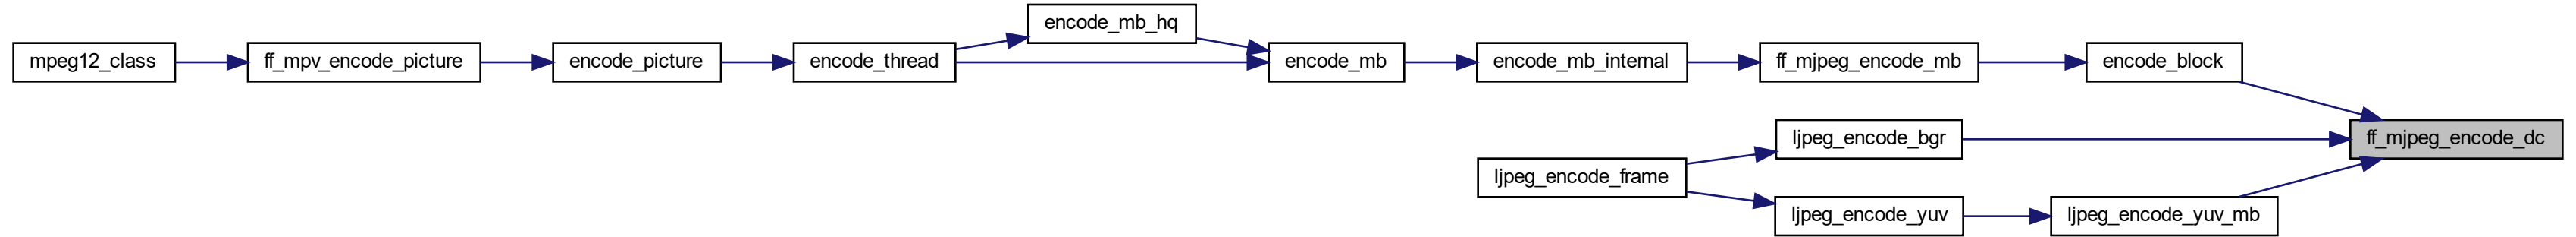 encode_mb_hq
mpeg12_class
ff_mpv_encode_picture
encode_picture
encode_thread
encode_mb
encode_mb_internal
ff_mjpeg_encode_mb
encode_block
ljpeg_encode_bgr
ff_mjpeg_encode_dc
ljpeg_encode_frame
ljpeg_encode_yuv
ljpeg_encode_yuv_mb